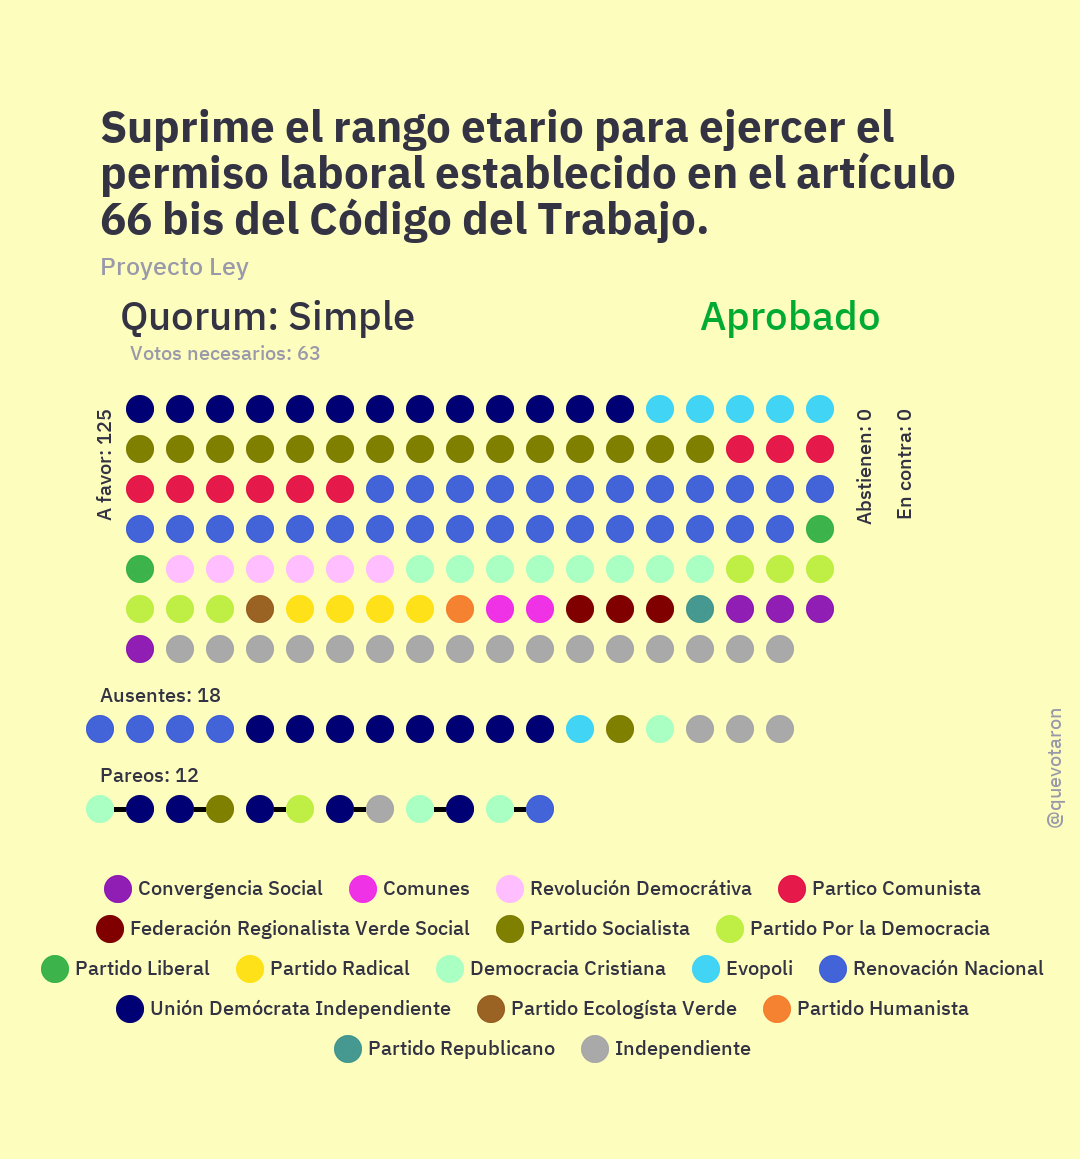 Suprime el rango etario para ejercer el
permiso laboral establecido en el artículo
66 bis del Código del Trabajo.
Proyecto Ley
Quorum: Simple
Aprobado
Votos necesarios: 63
A favor: 125
Abstienen: 0
En contra: 0
Ausentes: 18
Pareos: 12
@quevotaron
Convergencia Social
Comunes
Revolución Democrátiva
Partico Comunista
Federación Regionalista Verde Social
Partido Socialista
Partido Por la Democracia
Partido Liberal
Partido Radical
Democracia Cristiana
Evopoli
Renovación Nacional
Unión Demócrata Independiente
Partido Ecologísta Verde
Partido Humanista
Partido Republicano
Independiente